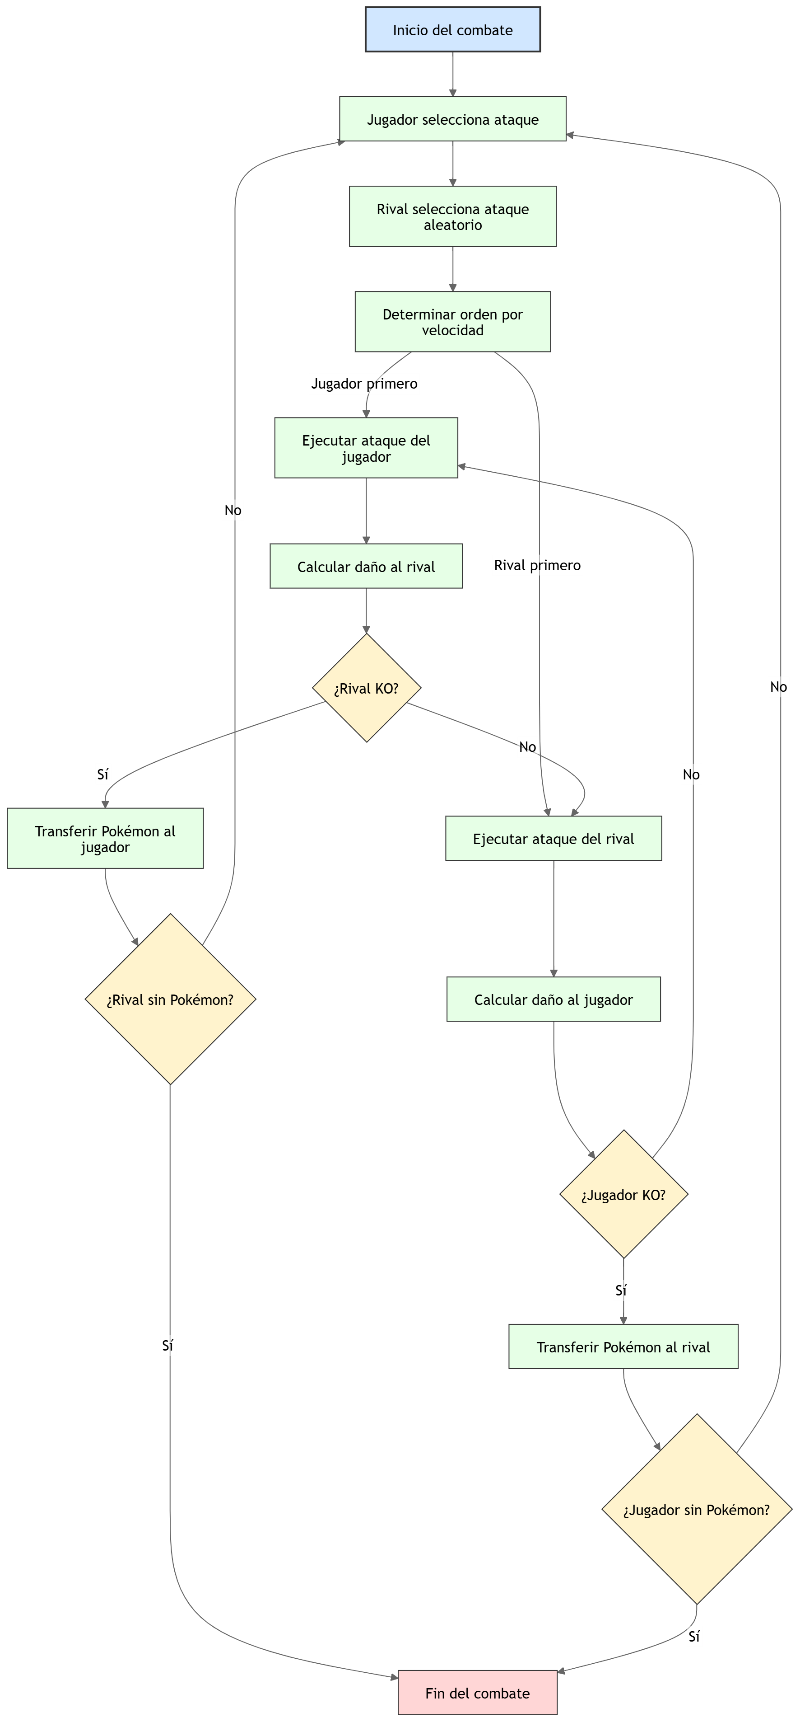 Inicio del combate
Jugador selecciona ataque
Rival selecciona ataque
aleatorio
Determinar orden por
velocidad
Jugador primero
Ejecutar ataque del
jugador
No
Rival primero
Calcular daño al rival
¿Rival KO?
No
No
Sí
No
Transferir Pokémon al
jugador
Ejecutar ataque del rival
¿Rival sin Pokémon?
Calcular daño al jugador
¿Jugador KO?
Sí
Sí
Transferir Pokémon al rival
¿Jugador sin Pokémon?
Sí
Fin del combate